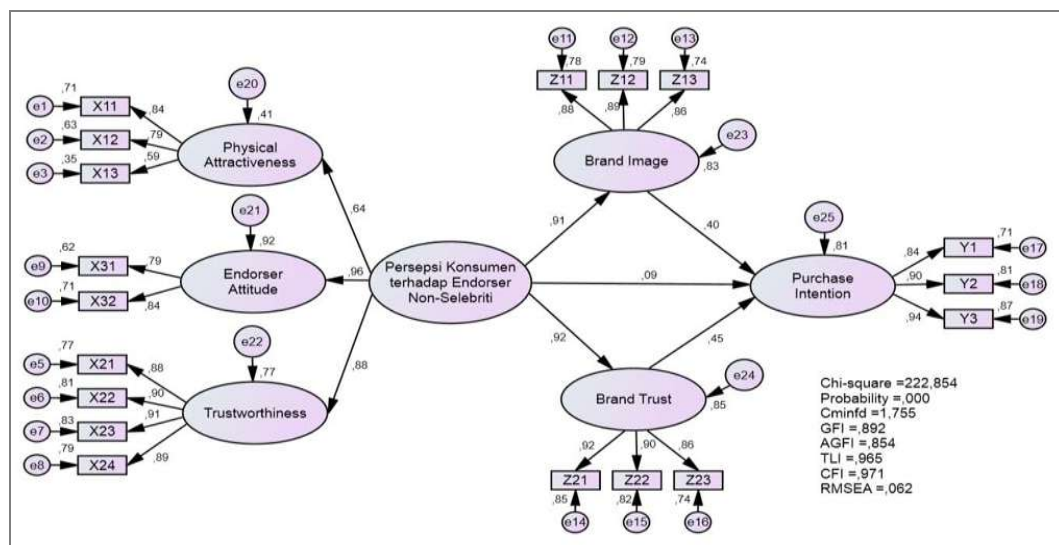 e1
,71
X11
,84
e2
,63
X12
,79
e3
,35
X13
,59
e20
,41
Physical
Attractiveness
,64
e21
,92
e9
,62
X31
,79
e10
,71
X32
,84
Endorser
Attitude
,96
e22
,77
e5
,77
X21
,88
e6
,81
X22
,90
e7
,83
X23
,91
e8
,79
X24
,89
Trustworthiness
,88
Persepsi Konsumen
terhadap Endorser
Non-Selebriti
e11
e12
e13
,78
,79
,74
Z11
Z12
Z13
,88
,89
,86
e23
,83
Brand Image
,91
,40
,09
,92
,45
e24
,85
Brand Trust
,92
,90
,86
Z21
Z22
Z23
,85
,82
,74
e14
e15
e16
e25
,81
Purchase
Intention
,84
Y1
,71
e17
,90
Y2
,81
e18
,94
Y3
,87
e19
Chi-square =222,854
Probability =,000
Cminfd =1,755
GFI =,892
AGFI =,854
TLI =,965
CFI =,971
RMSEA =,062